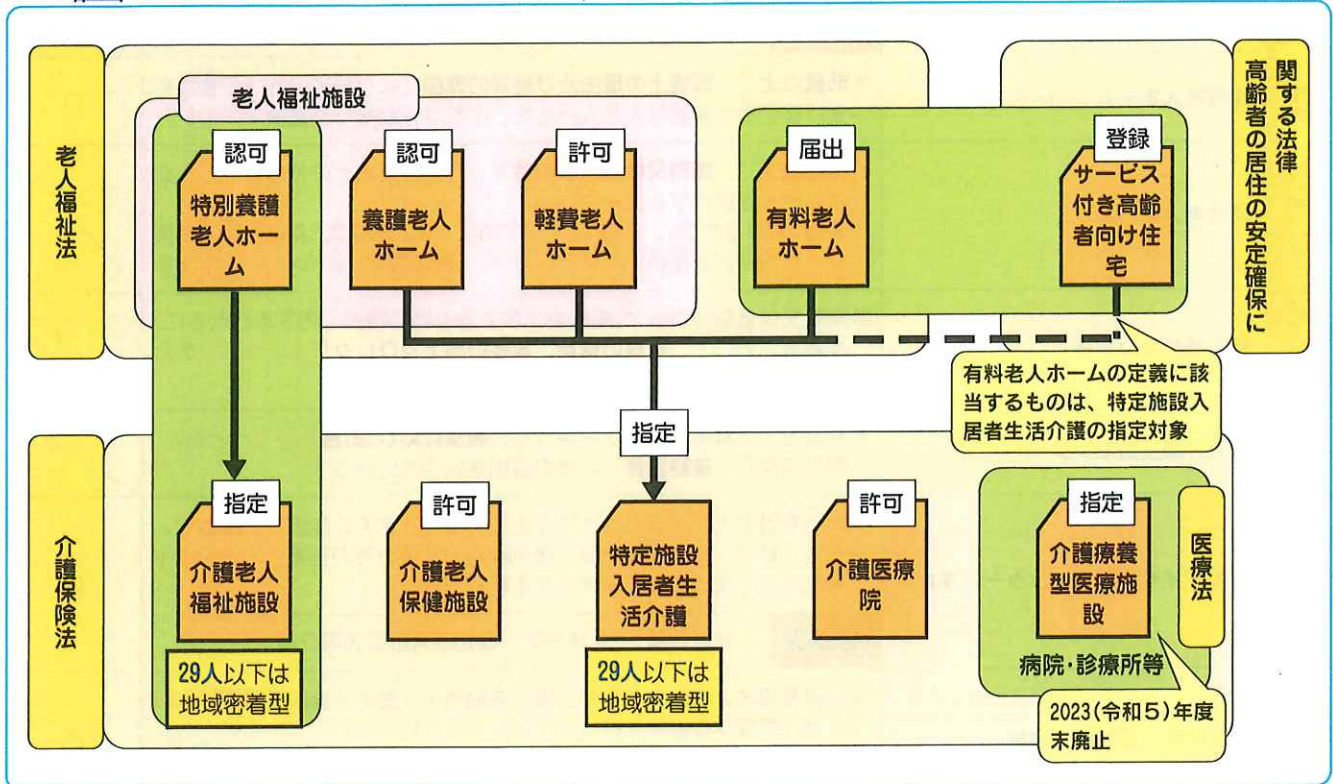 老人福祉法
老人福祉施設
認可
特別養護
老人ホー
ム
認可
養護老人
ホーム
許可
軽費老人
ホーム
届出
有料老人
ホーム
登録
サービス
付き高齢
者向け住
宅
高齢者の居住の安定確保に
関する法律
有料老人ホームの定義に該
当するものは、特定施設入
居者生活介護の指定対象
指定
介護保険法
指定
介護老人
福祉施設
29人以下は
地域密着型
許可
介護老人
保健施設
特定施設
入居者生
活介護
29人以下は
地域密着型
許可
介護医療
院
指定
介護療養
型医療施
設
病院・診療所等
医療法
2023(令和5)年度
末廃止